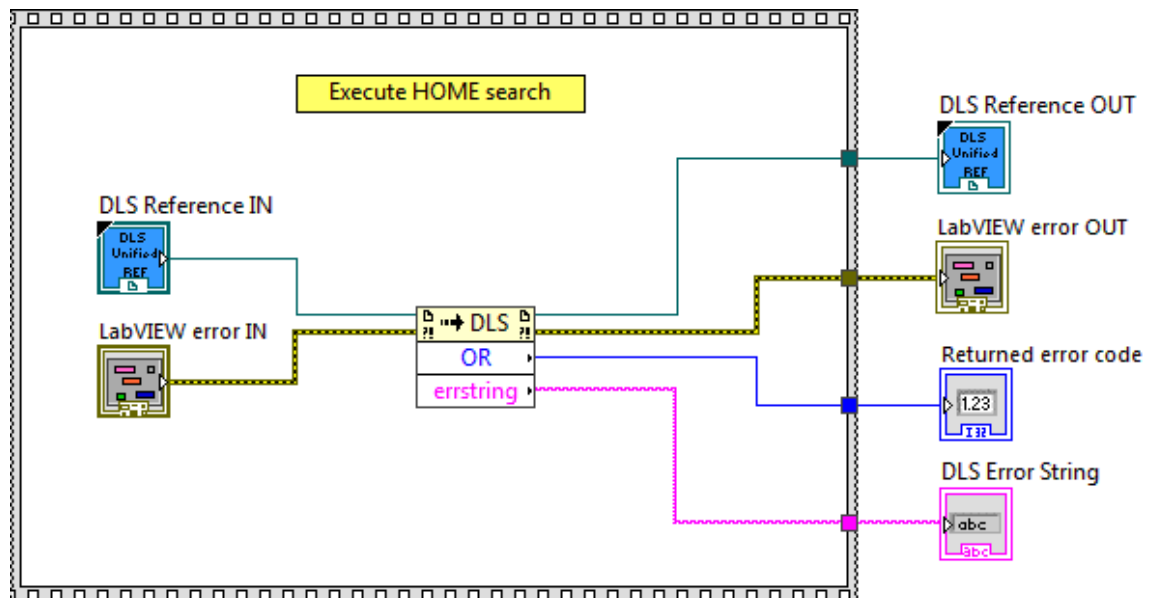 Execute HOME search
DLS Reference OUT
DLS
Unified
REF
DLS Reference IN
DLS
Unified
REF
LabVIEW error OUT
LabVIEW error IN
?! DLS ?!
OR
errstring
Returned error code
1.23
I32
DLS Error String
abc
abc